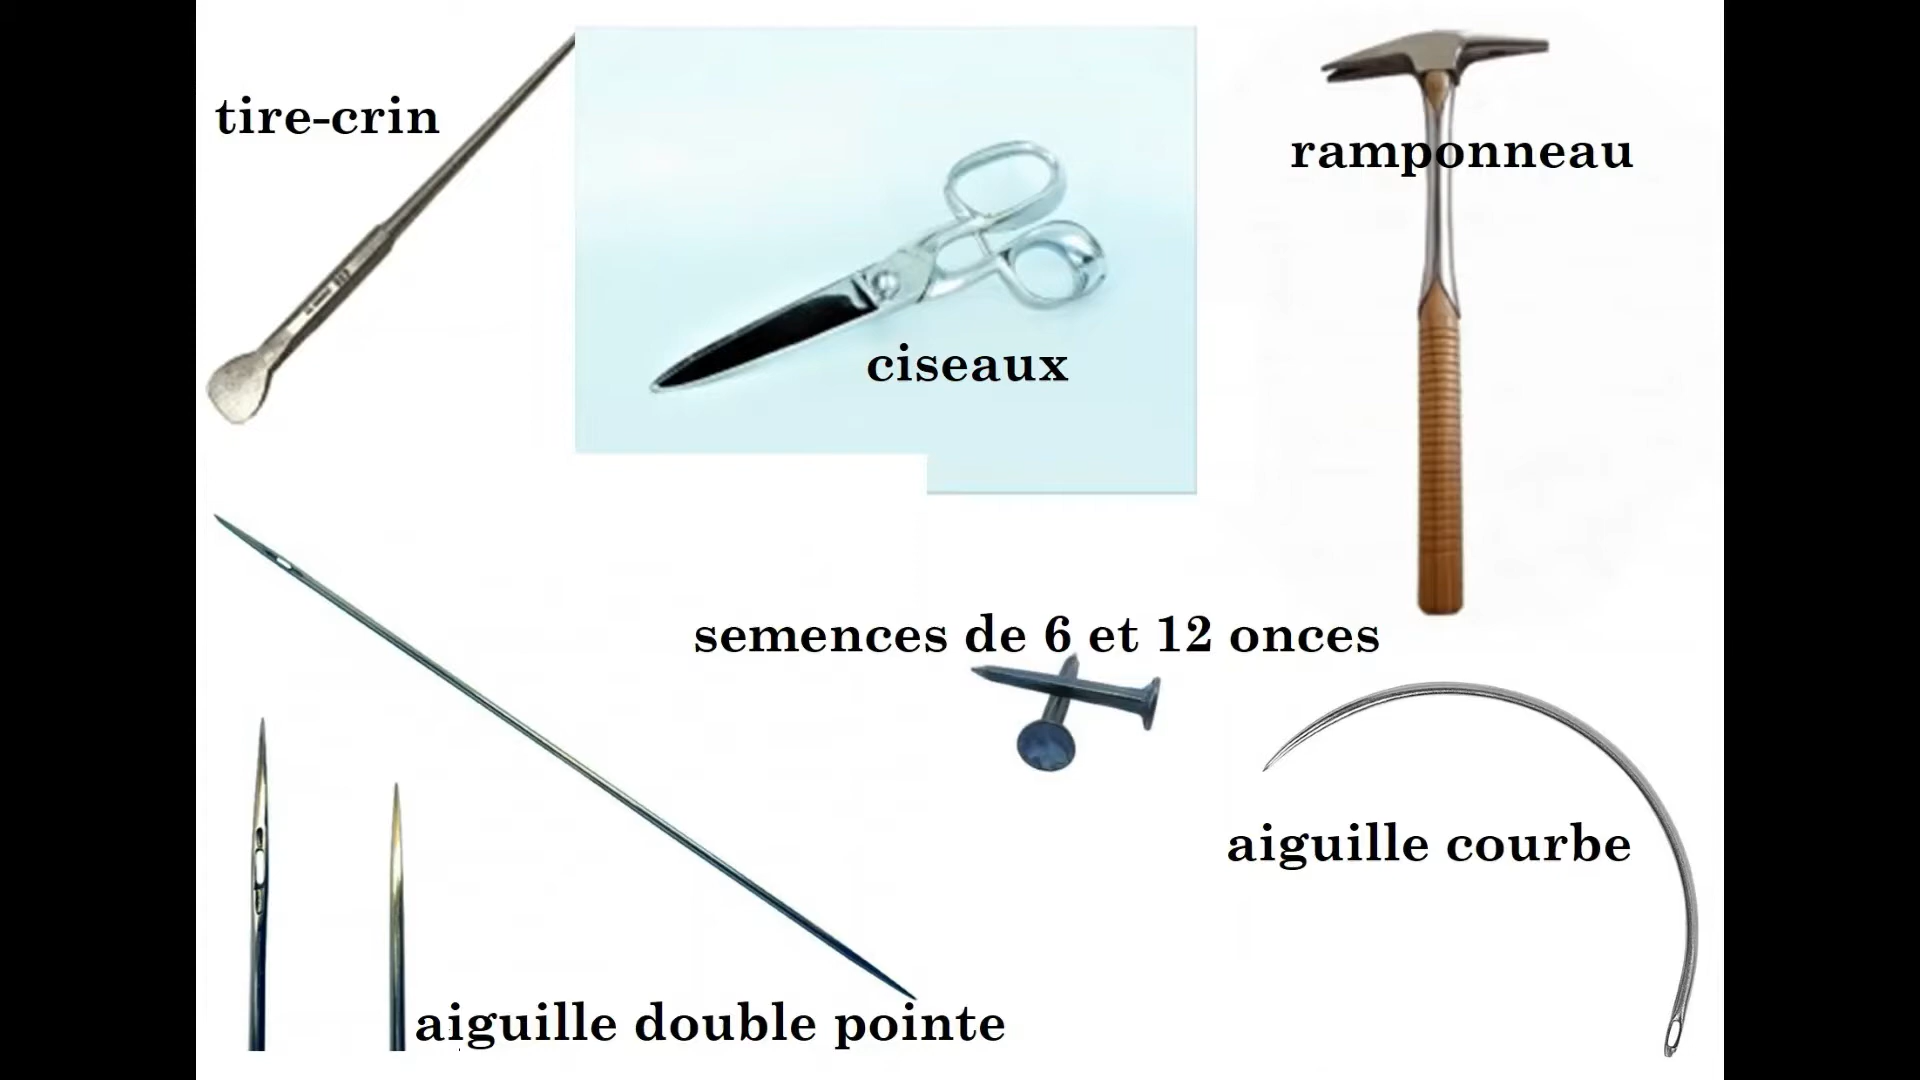 tire-crin
ramponneau
ciseaux
semences de 6 et 12 onces
aiguille courbe
aiguille double pointe